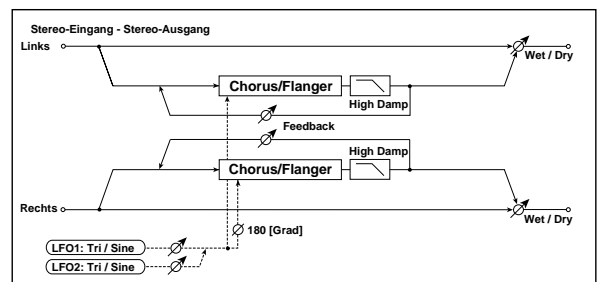 Stereo-Eingang - Stereo-Ausgang
Links
Wet / Dry
Chorus/Flanger
High Damp
Feedback
High Damp
Chorus/Flanger
Rechts
Wet / Dry
180 [Grad]
LFO1: Tri / Sine
LFO2: Tri / Sine